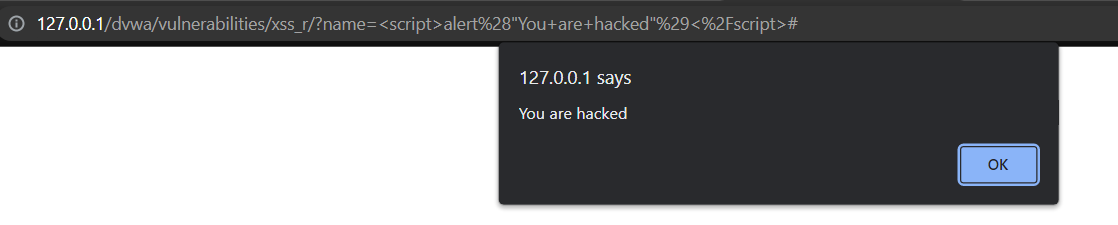 127.0.0.1/dvwa/vulnerabilities/xss_r/?name=<script>alert%28"You+are+hacked"%29<%2Fscript>#
127.0.0.1 says
You are hacked
OK